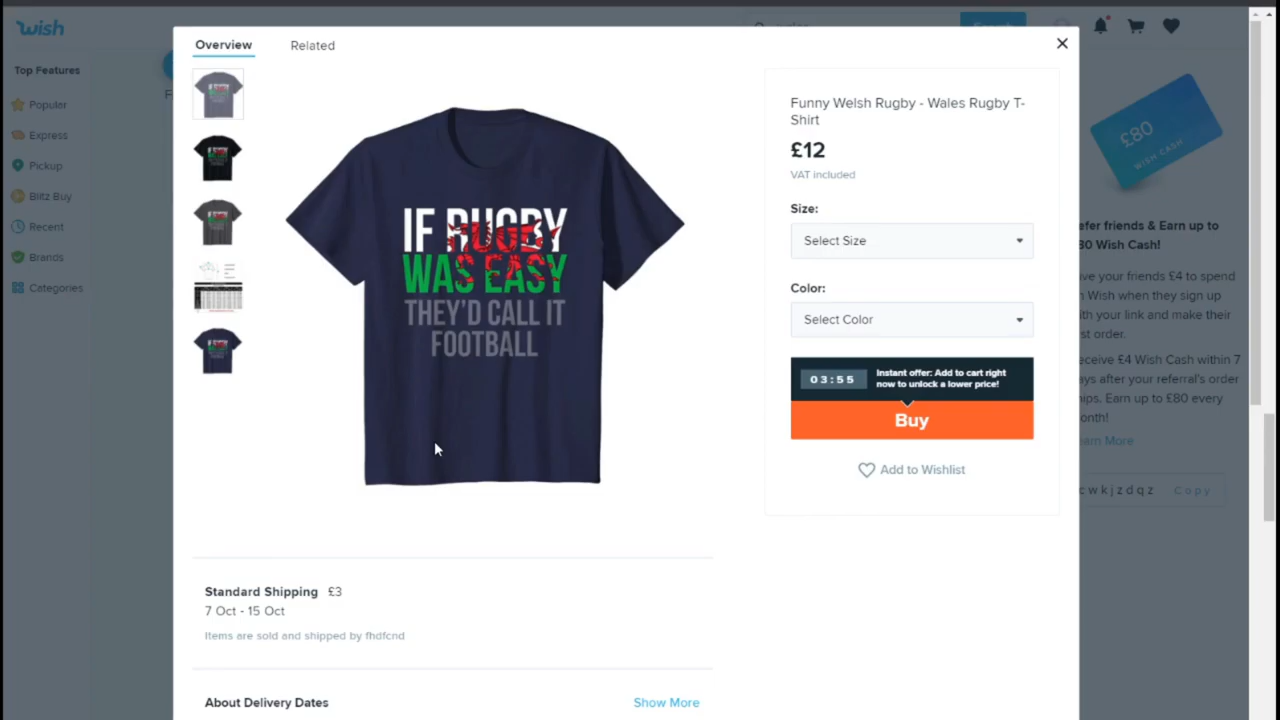 wish
Overview
Related
Top Features
Popular
Express
Pickup
Blitz Buy
Recent
Brands
Categories
IF RUGBY
WAS EASY
THEY'D CALL IT
FOOTBALL
Funny Welsh Rugby - Wales Rugby T-
Shirt
£12
VAT included
Size:
Select Size
Color:
Select Color
03:55
Instant offer: Add to cart right
now to unlock a lower price!
Buy
Add to Wishlist
Standard Shipping £3
7 Oct - 15 Oct
Items are sold and shipped by fhdfcnd
About Delivery Dates
Show More
£80
WISH CASH
efer friends & Earn up to
80 Wish Cash!
ave your friends £4 to spend
n Wish when they sign up
ith your link and make their
st order.
eceive £4 Wish Cash within 7
ays after your referral's order
hips. Earn up to £80 every
onth!
earn More
cwkjzdqz
Copy